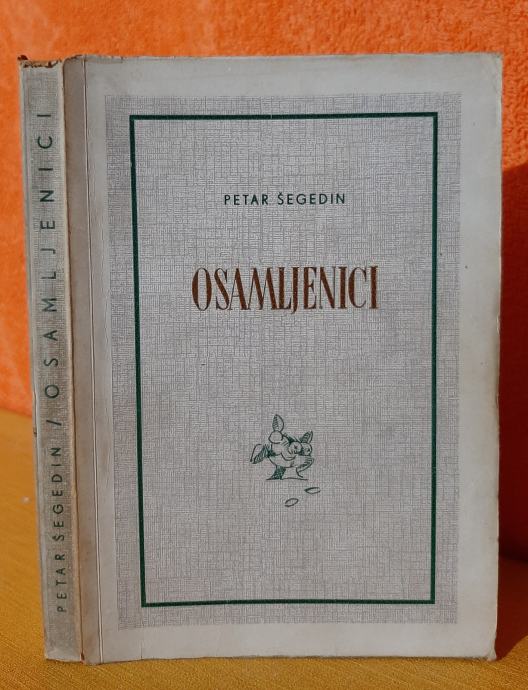 PETAR ŠEGEDIN / OSAMLJENICI
PETAR ŠEGEDIN
OSAMLJENICI